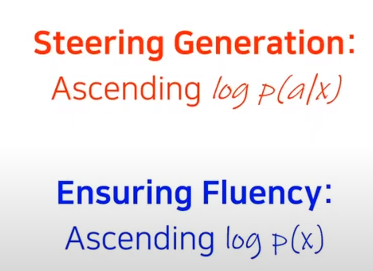 Steering Generation:
Ascending log p(a|x)
Ensuring Fluency:
Ascending log p(x)